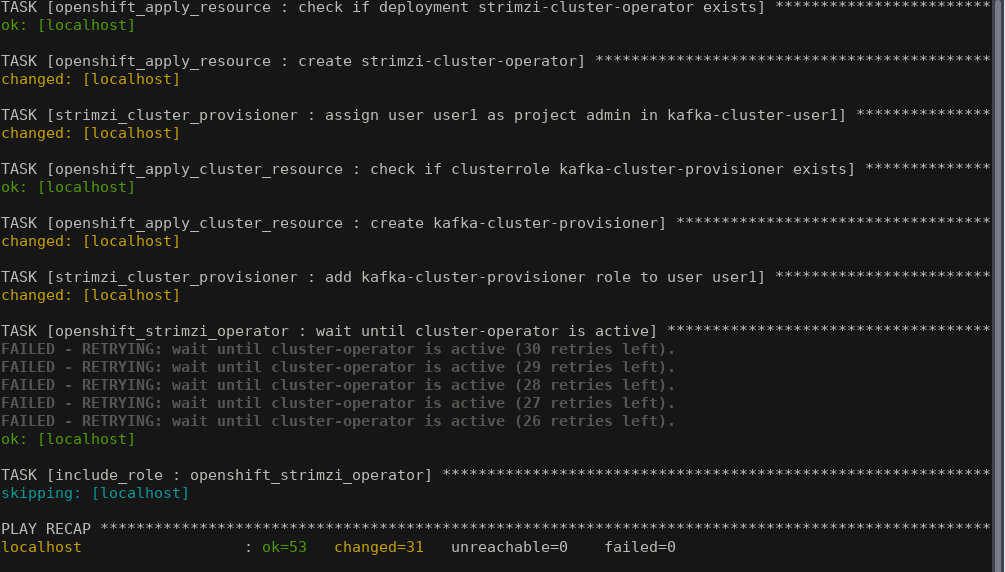 TASK [openshift_apply_resource : check if deployment strimzi-cluster-operator exists] ************************
ok: [localhost]
TASK [openshift_apply_resource : create strimzi-cluster-operator] ********************************************
changed: [localhost]
TASK [strimzi_cluster_provisioner : assign user user1 as project admin in kafka-cluster-user1] ***************
changed: [localhost]
TASK [openshift_apply_cluster_resource : check if clusterrole kafka-cluster-provisioner exists] **************
ok: [localhost]
TASK [openshift_apply_cluster_resource : create kafka-cluster-provisioner] ***********************************
changed: [localhost]
TASK [strimzi_cluster_provisioner : add kafka-cluster-provisioner role to user user1] ************************
changed: [localhost]
TASK [openshift_strimzi_operator : wait until cluster-operator is active] ************************************
FAILED - RETRYING: wait until cluster-operator is active (30 retries left).
FAILED - RETRYING: wait until cluster-operator is active (29 retries left).
FAILED - RETRYING: wait until cluster-operator is active (28 retries left).
FAILED - RETRYING: wait until cluster-operator is active (27 retries left).
FAILED - RETRYING: wait until cluster-operator is active (26 retries left).
ok: [localhost]
TASK [include_role : openshift_strimzi_operator] *************************************************************
skipping: [localhost]
PLAY RECAP ***************************************************************************************************
localhost                  : ok=53   changed=31   unreachable=0    failed=0